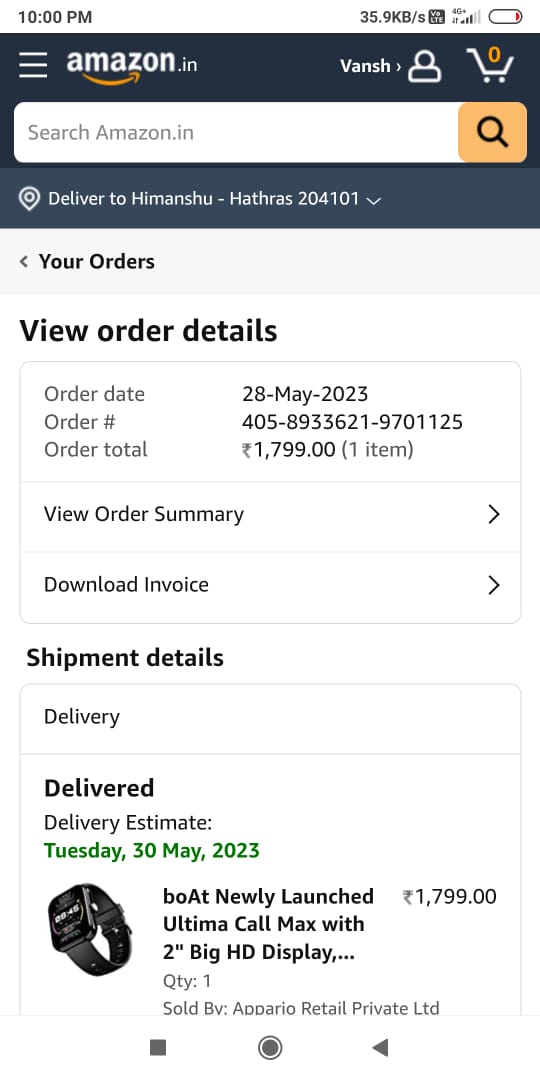 10:00 PM 35.9KB/s Vo LTE 4G+
amazon.in Vansh › 0
Search Amazon.in
Deliver to Himanshu - Hathras 204101
‹ Your Orders
View order details
Order date 28-May-2023
Order # 405-8933621-9701125
Order total ₹1,799.00 (1 item)
View Order Summary
Download Invoice
Shipment details
Delivery
Delivered
Delivery Estimate:
Tuesday, 30 May, 2023
08:45
boAt Newly Launched ₹1,799.00
Ultima Call Max with
2" Big HD Display,...
Qty: 1
Sold By: Appario Retail Private Ltd